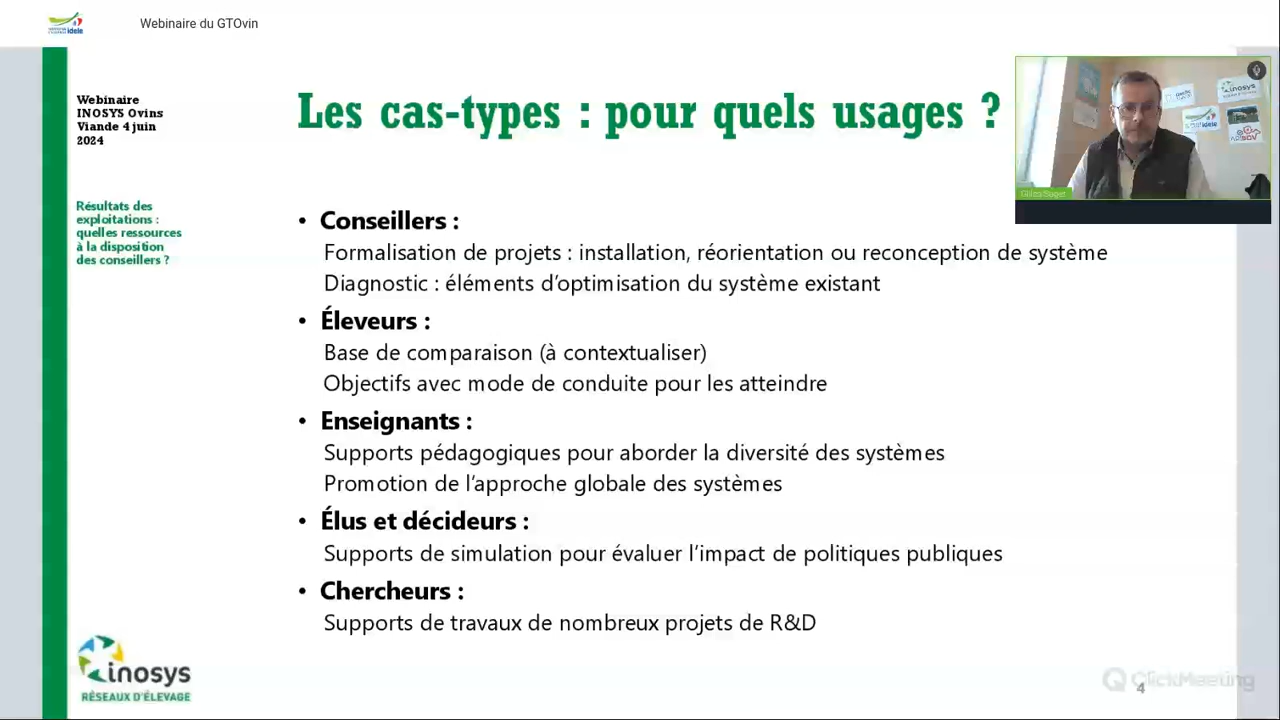 idele
Webinaire du GTOvin
Webinaire
INOSYS Ovins
Viande 4 juin
2024
Les cas-types : pour quels usages ?
inosys
idele
Résultats des
exploitations :
quelles ressources
à la disposition
des conseillers ?
• Conseillers :
Formalisation de projets : installation, réorientation ou reconception de système
Diagnostic : éléments d’optimisation du système existant
• Éleveurs :
Base de comparaison (à contextualiser)
Objectifs avec mode de conduite pour les atteindre
• Enseignants :
Supports pédagogiques pour aborder la diversité des systèmes
Promotion de l’approche globale des systèmes
• Élus et décideurs :
Supports de simulation pour évaluer l’impact de politiques publiques
• Chercheurs :
Supports de travaux de nombreux projets de R&D
inosys
RÉSEAUX D'ÉLEVAGE
ClickMeeting
4